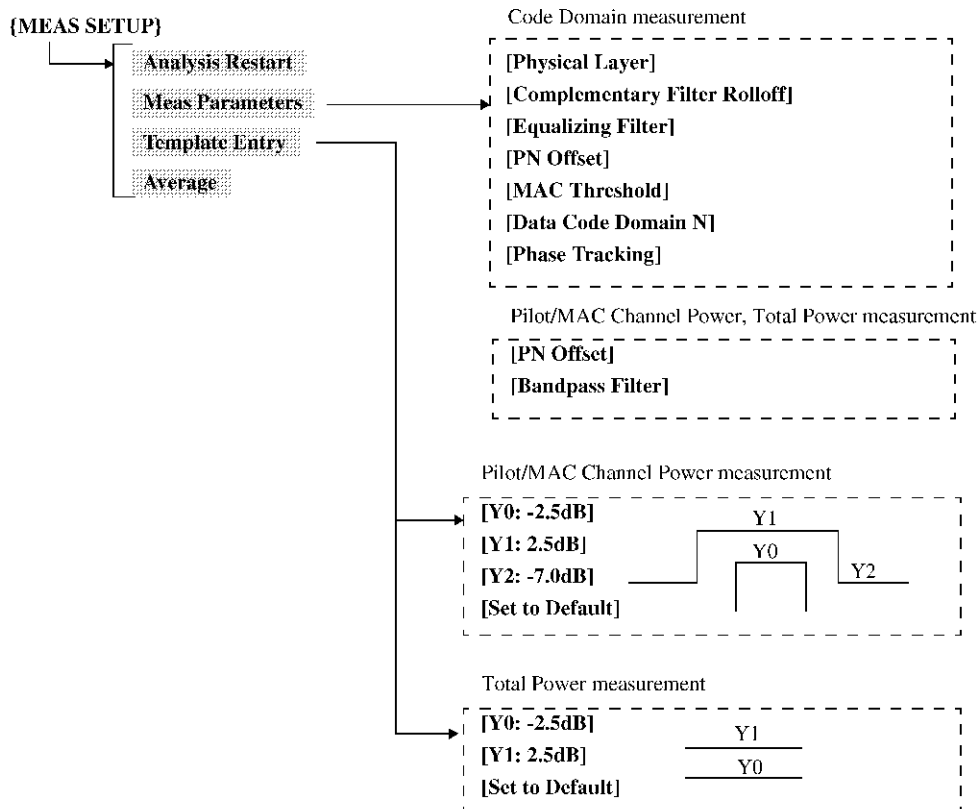 {MEAS SETUP}
Analysis Restart
Meas Parameters
Template Entry
Average
Code Domain measurement
[Physical Layer]
[Complementary Filter Rolloff]
[Equalizing Filter]
[PN Offset]
[MAC Threshold]
[Data Code Domain N]
[Phase Tracking]
Pilot/MAC Channel Power, Total Power measurement
[PN Offset]
[Bandpass Filter]
Pilot/MAC Channel Power measurement
[Y0: -2.5dB]
[Y1: 2.5dB]
[Y2: -7.0dB]
[Set to Default]
Y1
Y0
Y2
Total Power measurement
[Y0: -2.5dB]
[Y1: 2.5dB]
[Set to Default]
Y1
Y0